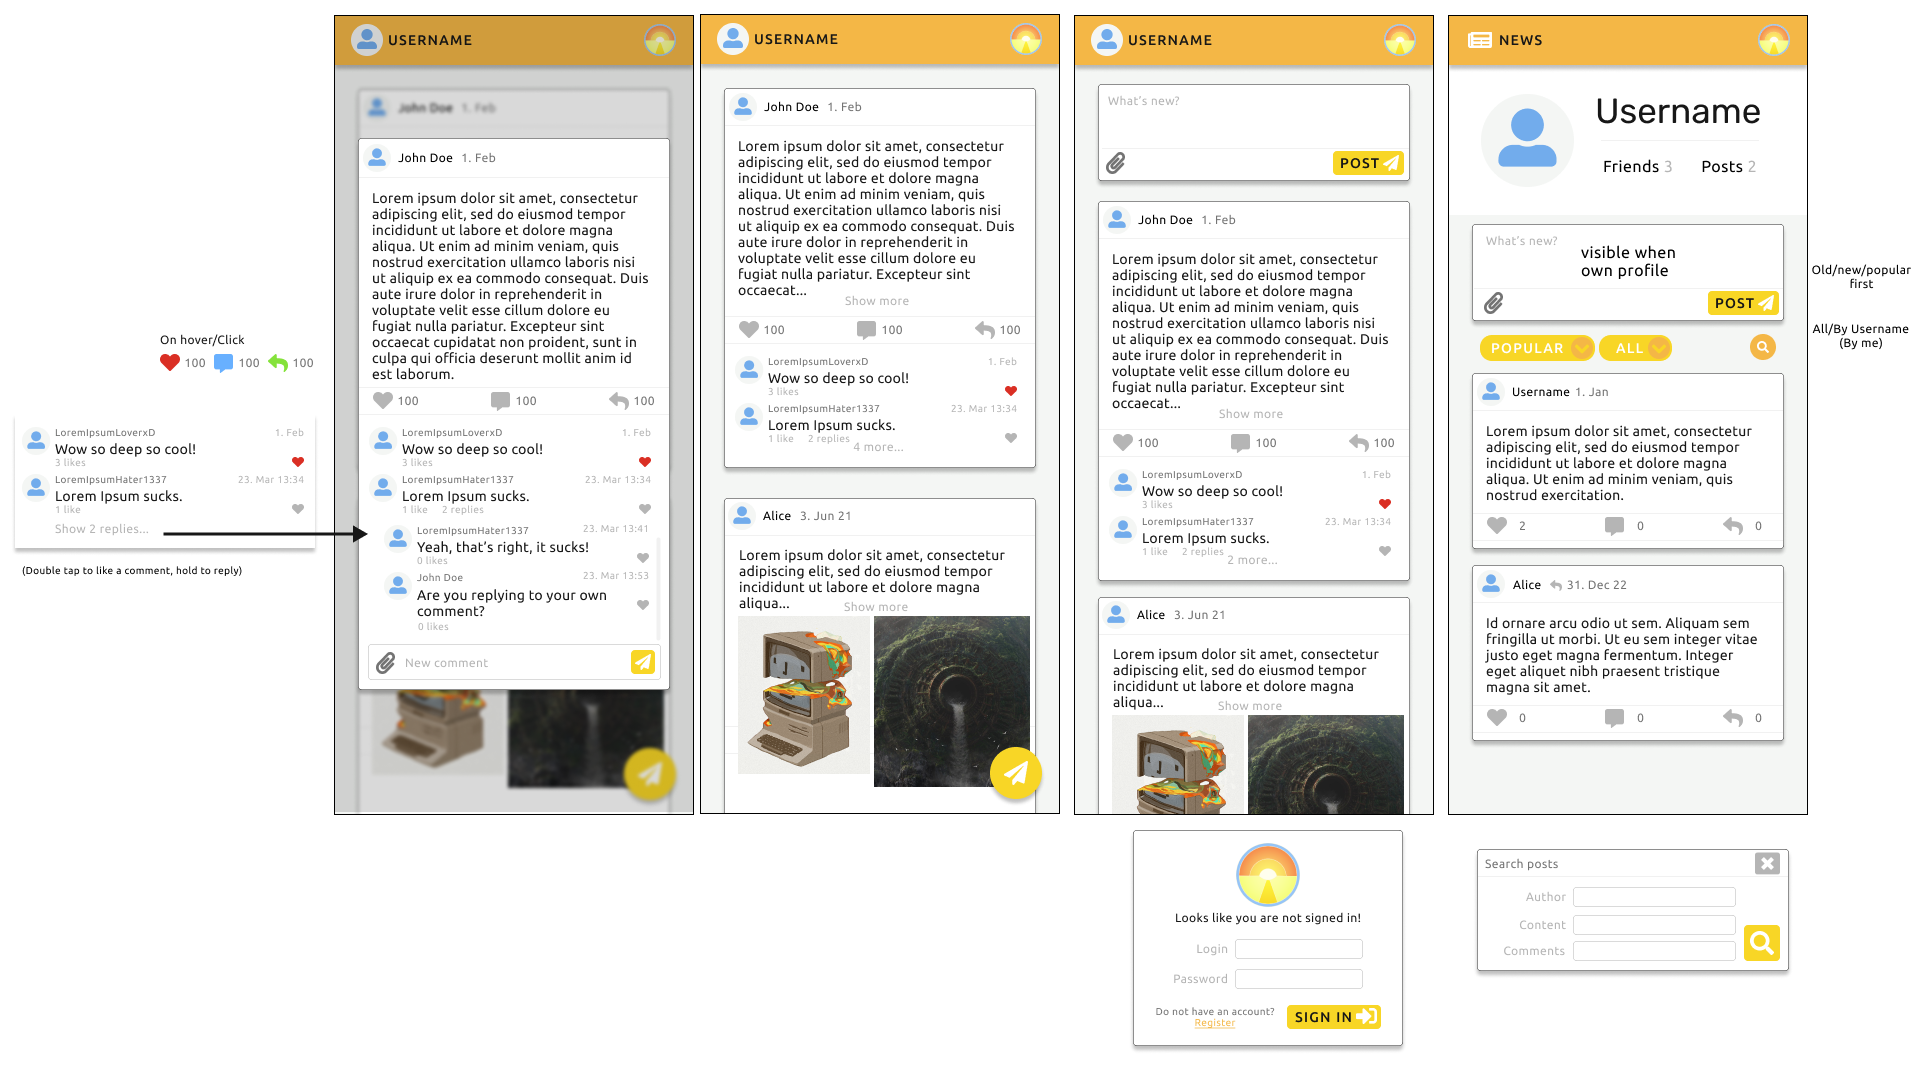 On hover/Click
100 100 100
LoremIpsumLoverxD 1. Feb
Wow so deep so cool!
3 likes
LoremIpsumHater1337 23. Mar 13:34
Lorem Ipsum sucks.
1 like
Show 2 replies...
(Double tap to like a comment, hold to reply)
USERNAME
John Doe 1. Feb
John Doe 1. Feb
Lorem ipsum dolor sit amet, consectetur
adipiscing elit, sed do eiusmod tempor
incididunt ut labore et dolore magna
aliqua. Ut enim ad minim veniam, quis
nostrud exercitation ullamco laboris nisi
ut aliquip ex ea commodo consequat. Duis
aute irure dolor in reprehenderit in
voluptate velit esse cillum dolore eu
fugiat nulla pariatur. Excepteur sint
occaecat cupidatat non proident, sunt in
culpa qui officia deserunt mollit anim id
est laborum.
100 100 100
LoremIpsumLoverxD 1. Feb
Wow so deep so cool!
3 likes
LoremIpsumHater1337 23. Mar 13:34
Lorem Ipsum sucks.
1 like 2 replies
LoremIpsumHater1337 23. Mar 13:41
Yeah, that's right, it sucks!
0 likes
John Doe 23. Mar 13:53
Are you replying to your own
comment?
0 likes
New comment
USERNAME
John Doe 1. Feb
Lorem ipsum dolor sit amet, consectetur
adipiscing elit, sed do eiusmod tempor
incididunt ut labore et dolore magna
aliqua. Ut enim ad minim veniam, quis
nostrud exercitation ullamco laboris nisi
ut aliquip ex ea commodo consequat. Duis
aute irure dolor in reprehenderit in
voluptate velit esse cillum dolore eu
fugiat nulla pariatur. Excepteur sint
occaecat...
Show more
100 100 100
LoremIpsumLoverxD 1. Feb
Wow so deep so cool!
3 likes
LoremIpsumHater1337 23. Mar 13:34
Lorem Ipsum sucks.
1 like 2 replies
4 more...
Alice 3. Jun 21
Lorem ipsum dolor sit amet, consectetur
adipiscing elit, sed do eiusmod tempor
incididunt ut labore et dolore magna
aliqua...
Show more
USERNAME
What's new?
POST
John Doe 1. Feb
Lorem ipsum dolor sit amet, consectetur
adipiscing elit, sed do eiusmod tempor
incididunt ut labore et dolore magna
aliqua. Ut enim ad minim veniam, quis
nostrud exercitation ullamco laboris nisi
ut aliquip ex ea commodo consequat. Duis
aute irure dolor in reprehenderit in
voluptate velit esse cillum dolore eu
fugiat nulla pariatur. Excepteur sint
occaecat...
Show more
100 100 100
LoremIpsumLoverxD 1. Feb
Wow so deep so cool!
3 likes
LoremIpsumHater1337 23. Mar 13:34
Lorem Ipsum sucks.
1 like 2 replies
2 more...
Alice 3. Jun 21
Lorem ipsum dolor sit amet, consectetur
adipiscing elit, sed do eiusmod tempor
incididunt ut labore et dolore magna
aliqua...
Show more
Looks like you are not signed in!
Login
Password
Do not have an account?
Register
SIGN IN
NEWS
Username
Friends 3 Posts 2
What's new?
visible when
own profile
POST
POPULAR ALL
Username 1. Jan
Lorem ipsum dolor sit amet, consectetur
adipiscing elit, sed do eiusmod tempor
incididunt ut labore et dolore magna
aliqua. Ut enim ad minim veniam, quis
nostrud exercitation.
2 0 0
Alice 31. Dec 22
Id ornare arcu odio ut sem. Aliquam sem
fringilla ut morbi. Ut eu sem integer vitae
justo eget magna fermentum. Integer
eget aliquet nibh praesent tristique
magna sit amet.
0 0 0
Old/new/popular
first
All/By Username
(By me)
Search posts
Author
Content
Comments